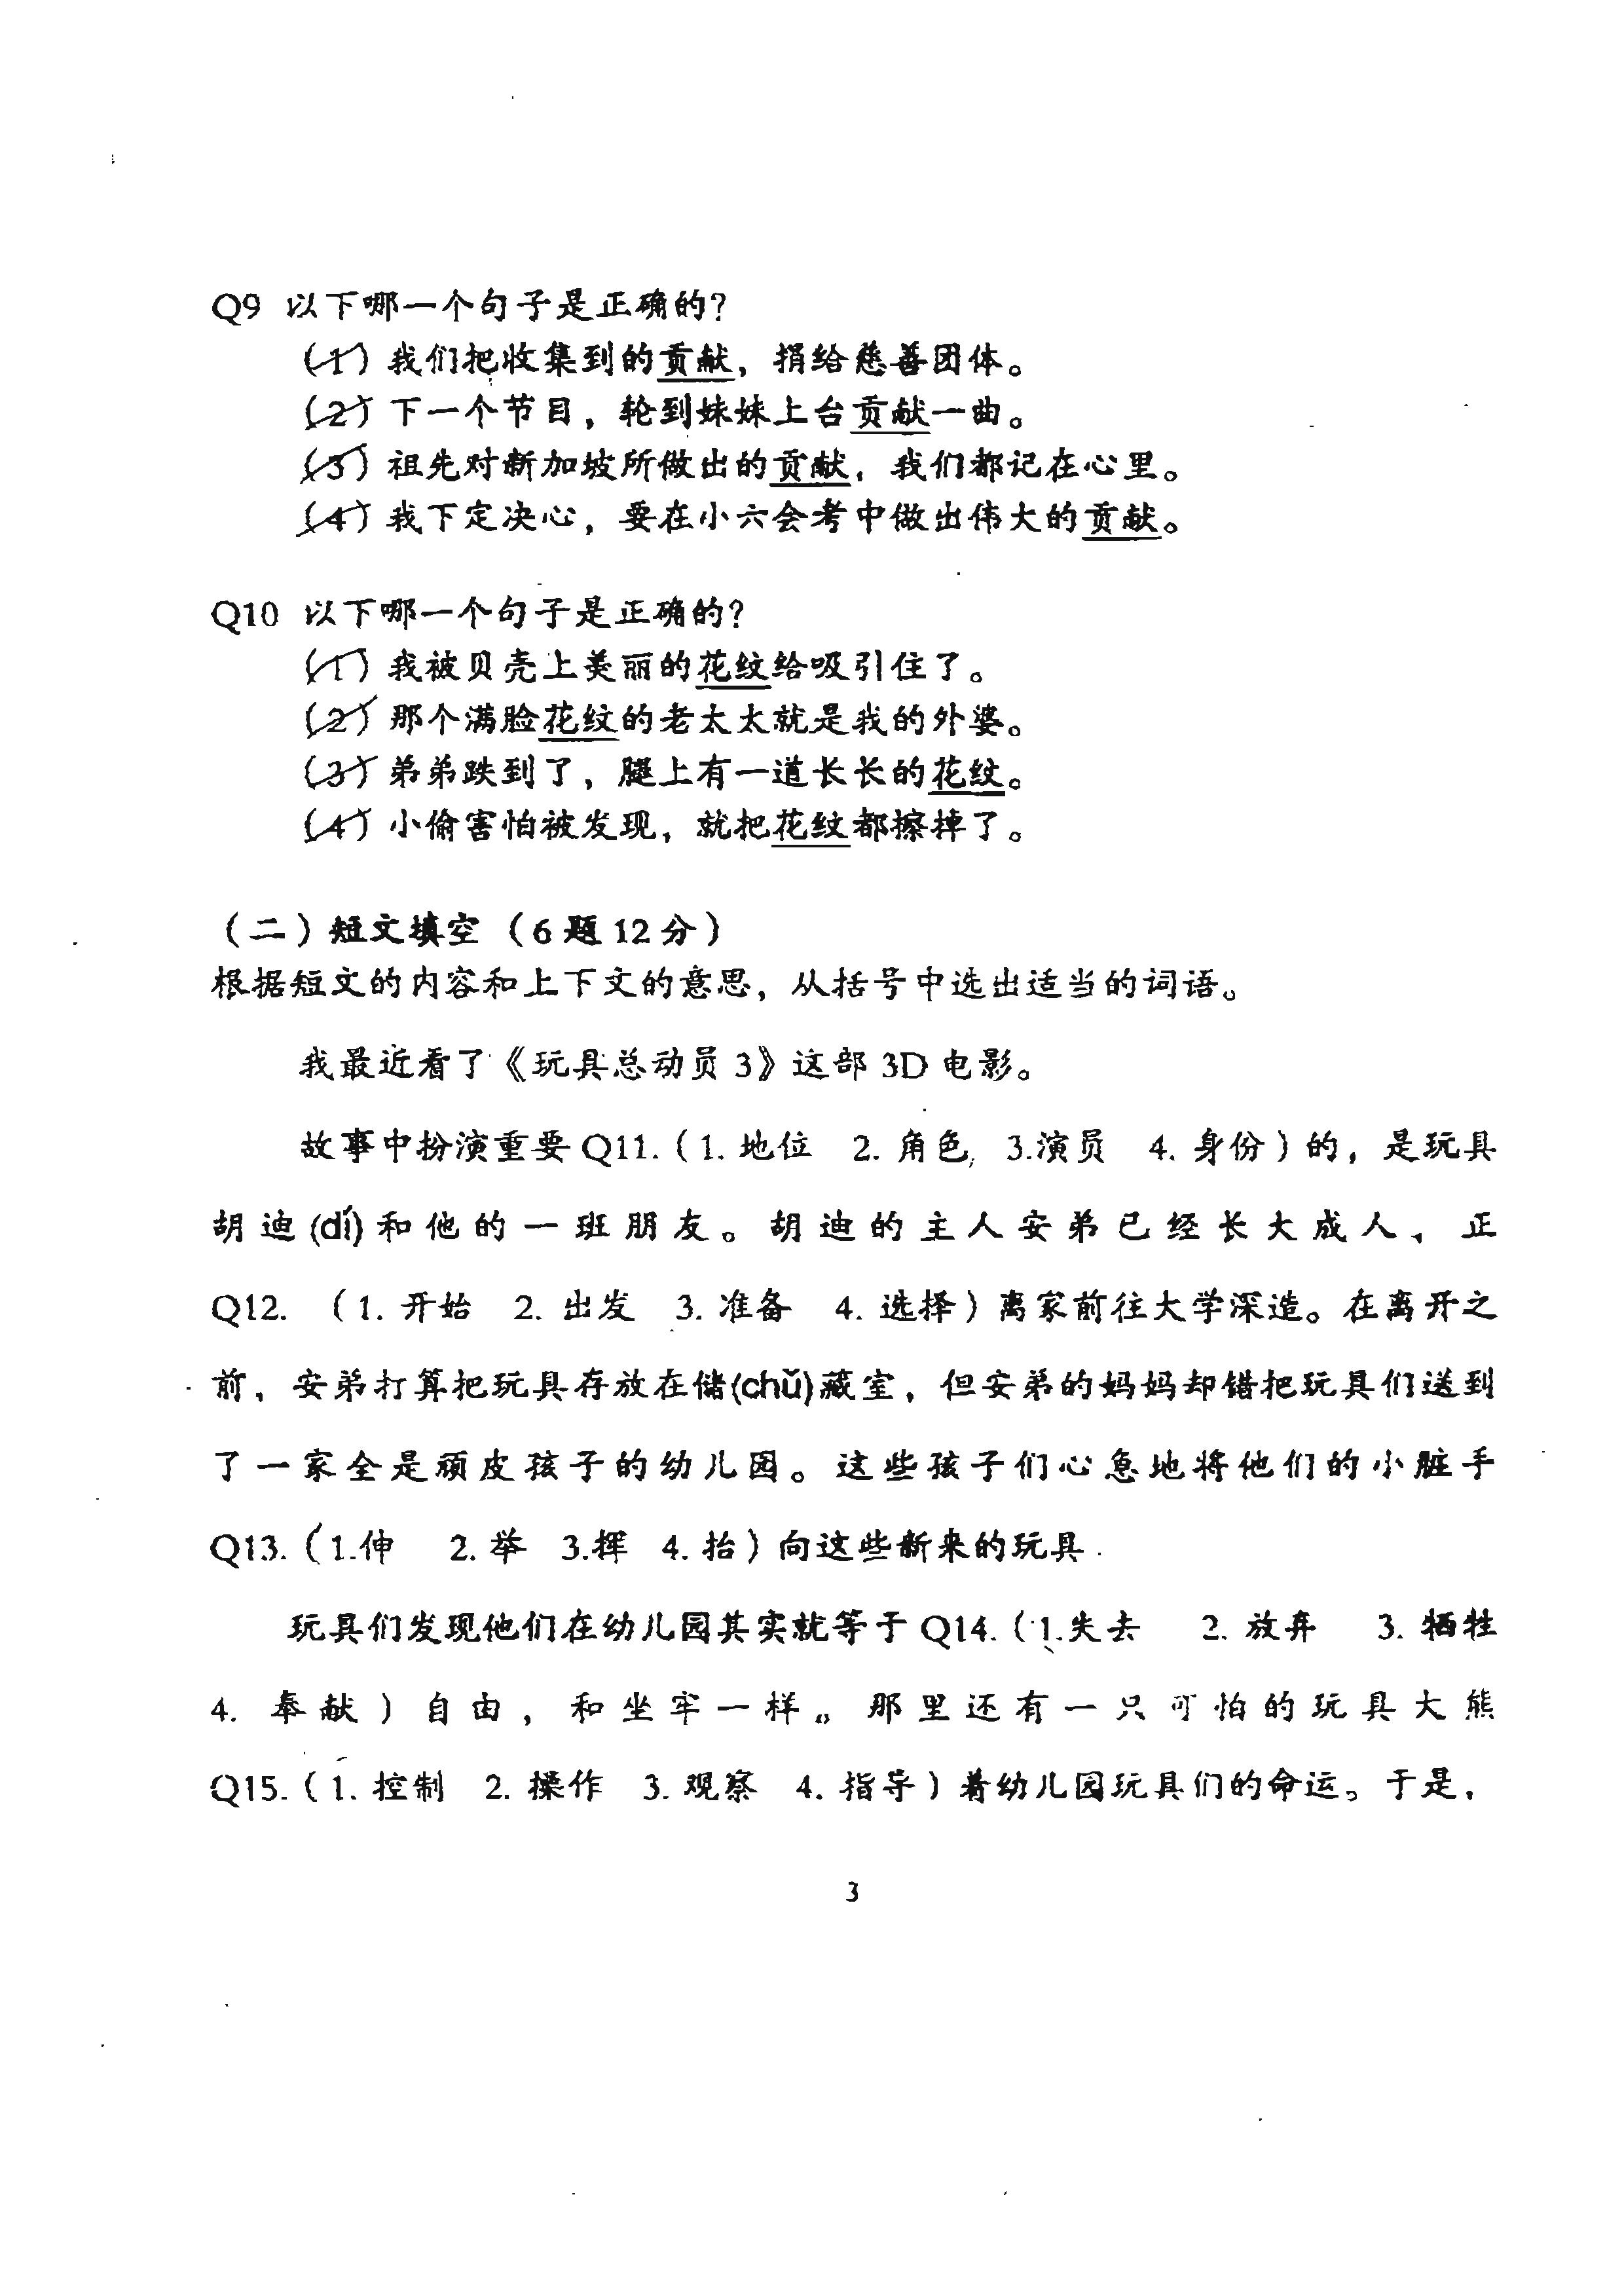 Q9 以下哪一个句子是正确的?
(1) 我们把收集到的贡献，捐给慈善团体。
(2) 下一个节目，轮到妹妹上台贡献一曲。
(3) 祖先对新加坡所做出的贡献，我们都记在心里。
(4) 我下定决心，要在小六会考中做出伟大的贡献。
Q10 以下哪一个句子是正确的?
(1) 我被贝壳上美丽的花纹给吸引住了。
(2) 那个满脸花纹的老太太就是我的外婆。
(3) 弟弟跌到了，腿上有一道长长的花纹。
(4) 小偷害怕被发现，就把花纹都擦掉了。
（二）短文填空（6题12分）
根据短文的内容和上下文的意思，从括号中选出适当的词语。
我最近看了《玩具总动员 3》这部 3D 电影。
故事中扮演重要 Q11.（1. 地位 2. 角色 3.演员 4. 身份）的，是玩具
胡迪(dí)和他的一班朋友。胡迪的主人安弟已经长大成人，正
Q12. （1. 开始 2. 出发 3. 准备 4. 选择）离家前往大学深造。在离开之
前，安弟打算把玩具存放在储(chǔ)藏室，但安弟的妈妈却错把玩具们送到
了一家全是顽皮孩子的幼儿园。这些孩子们心急地将他们的小脏手
Q13.（1.伸 2. 举 3.挥 4. 抬）向这些新来的玩具.
玩具们发现他们在幼儿园其实就等于 Q14.（1.失去 2. 放弃 3. 牺牲
4. 奉献）自由，和坐牢一样。那里还有一只可怕的玩具大熊
Q15.（1. 控制 2. 操作 3. 观察 4. 指导）着幼儿园玩具们的命运。于是，
3